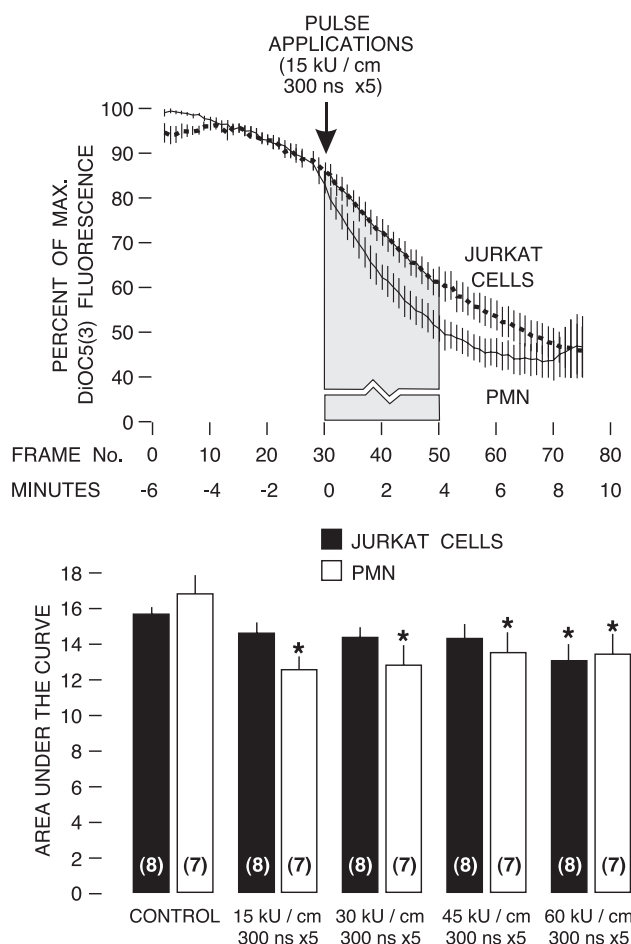 PULSE
APPLICATIONS
(15 kU / cm
300 ns x5)
100
90
80
70
60
50
40
0
PERCENT OF MAX.
DiOC5(3) FLUORESCENCE
JURKAT
CELLS
PMN
FRAME No. 0 10 20 30 40 50 60 70 80
MINUTES -6 -4 -2 0 2 4 6 8 10
JURKAT CELLS
PMN
18
16
14
12
10
8
6
4
2
0
AREA UNDER THE CURVE
* * * * *
(8) (7) (8) (7) (8) (7) (8) (7) (8) (7)
CONTROL 15 kU / cm 30 kU / cm 45 kU / cm 60 kU / cm
300 ns x5 300 ns x5 300 ns x5 300 ns x5